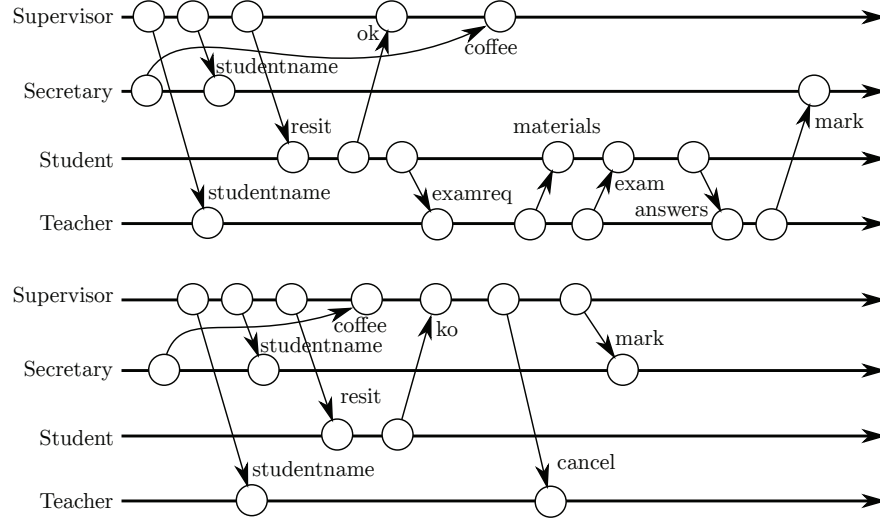 Supervisor
ok
coffee
studentname
Secretary
mark
resit
materials
Student
exam
studentname
examreq
answers
Teacher
Supervisor
coffee
ko
studentname
mark
Secretary
resit
Student
cancel
studentname
Teacher